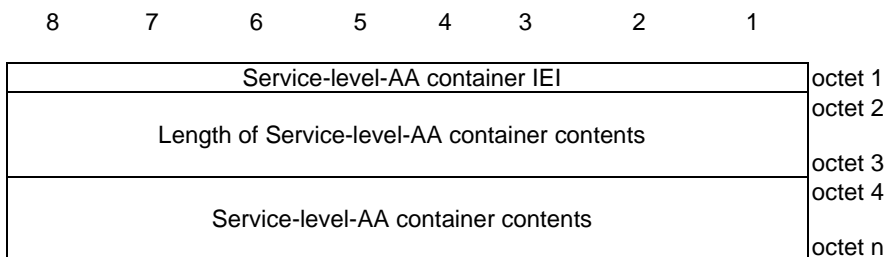 8 7 6 5 4 3 2 1
Service-level-AA container IEI octet 1
octet 2
Length of Service-level-AA container contents
octet 3
octet 4
Service-level-AA container contents
octet n